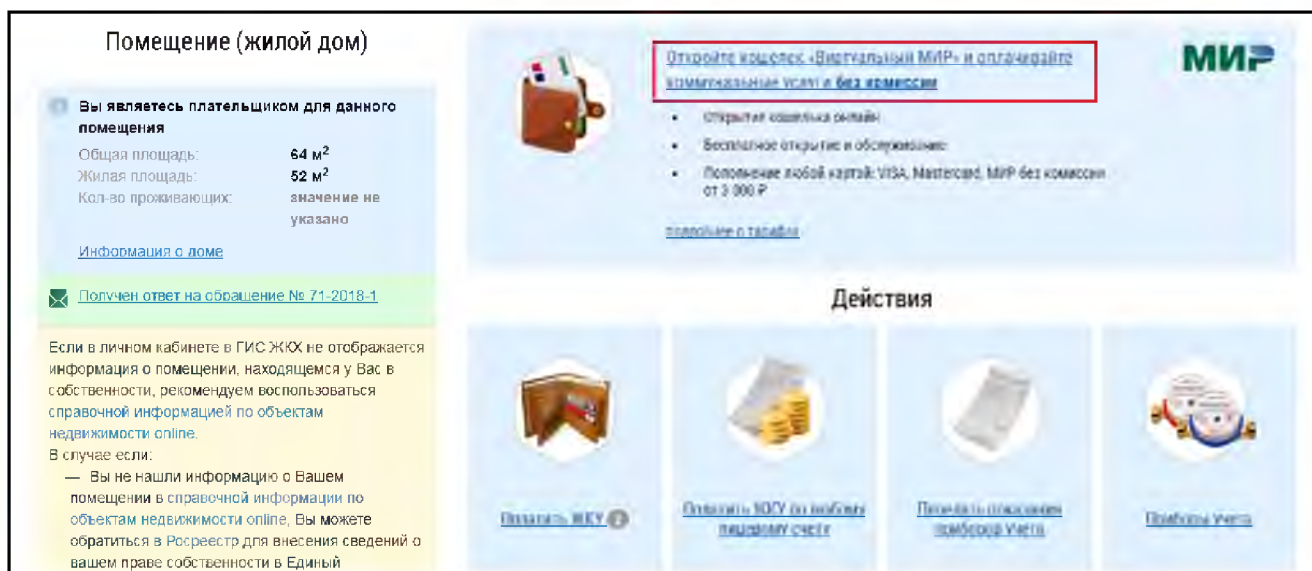 Помещение (жилой дом)
Вы являетесь плательщиком для данного
помещения
Общая площадь: 64 м²
Жилая площадь: 52 м²
Кол-во проживающих: значение не
указано
Информация о доме
Получен ответ на обращение № 71-2018-1
Если в личном кабинете в ГИС ЖКХ не отображается
информация о помещении, находящемся у Вас в
собственности, рекомендуем воспользоваться
справочной информацией по объектам
недвижимости online.
В случае если:
— Вы не нашли информацию о Вашем
помещении в справочной информации по
объектам недвижимости online, Вы можете
обратиться в Росреестр для внесения сведений о
вашем праве собственности в Единый
Откройте кошелек «Виртуальный МИР» и оплачивайте
коммунальные услуги без комиссии
МИР
• Открытие кошелька онлайн
• Бесплатное открытие и обслуживание
• Пополнение любой картой: VISA, Mastercard, МИР без комиссии
от 3 000 ₽
подробнее о тарифах
Действия
Оплатить ЖКУ
Оплатить ЖКУ по любому
лицевому счету
показания
приборов учета
Приборы учета